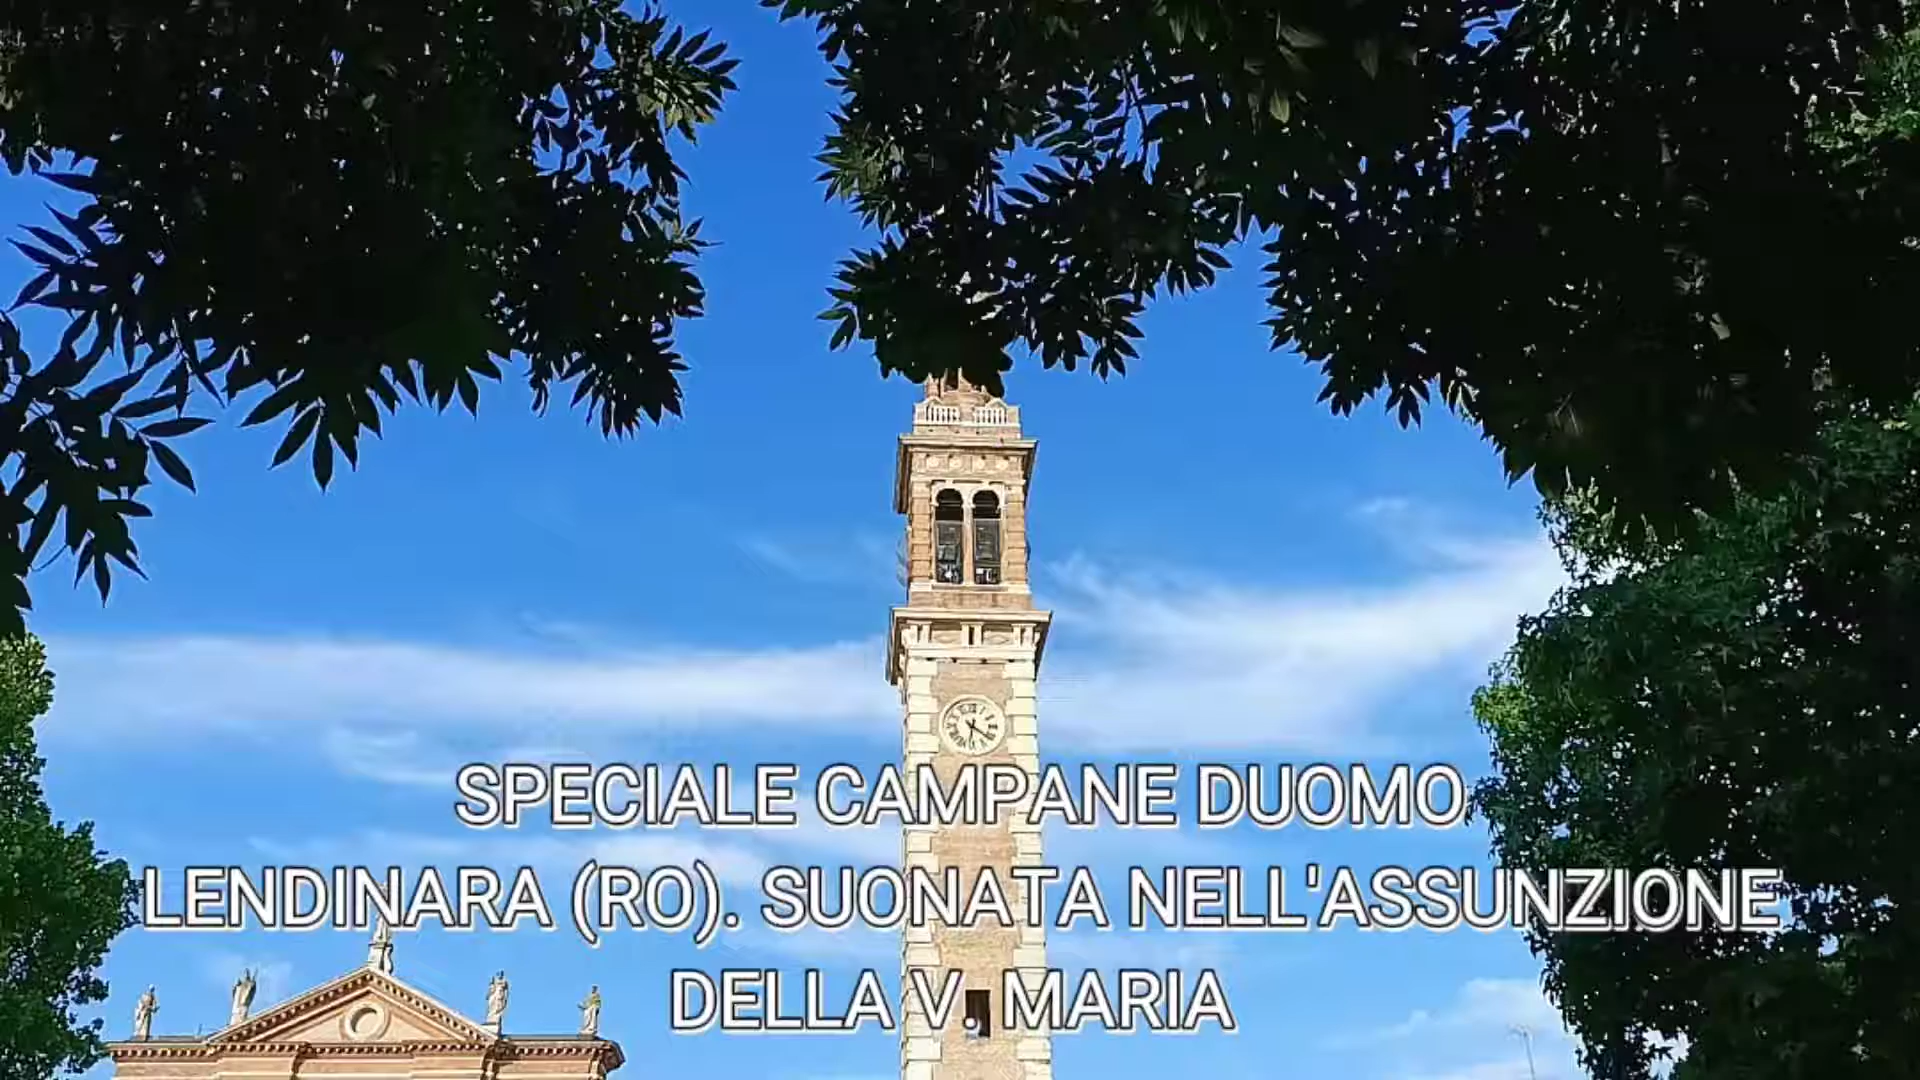 SPECIALE CAMPANE DUOMO
LENDINARA (RO). SUONATA NELL'ASSUNZIONE
DELLA V. MARIA